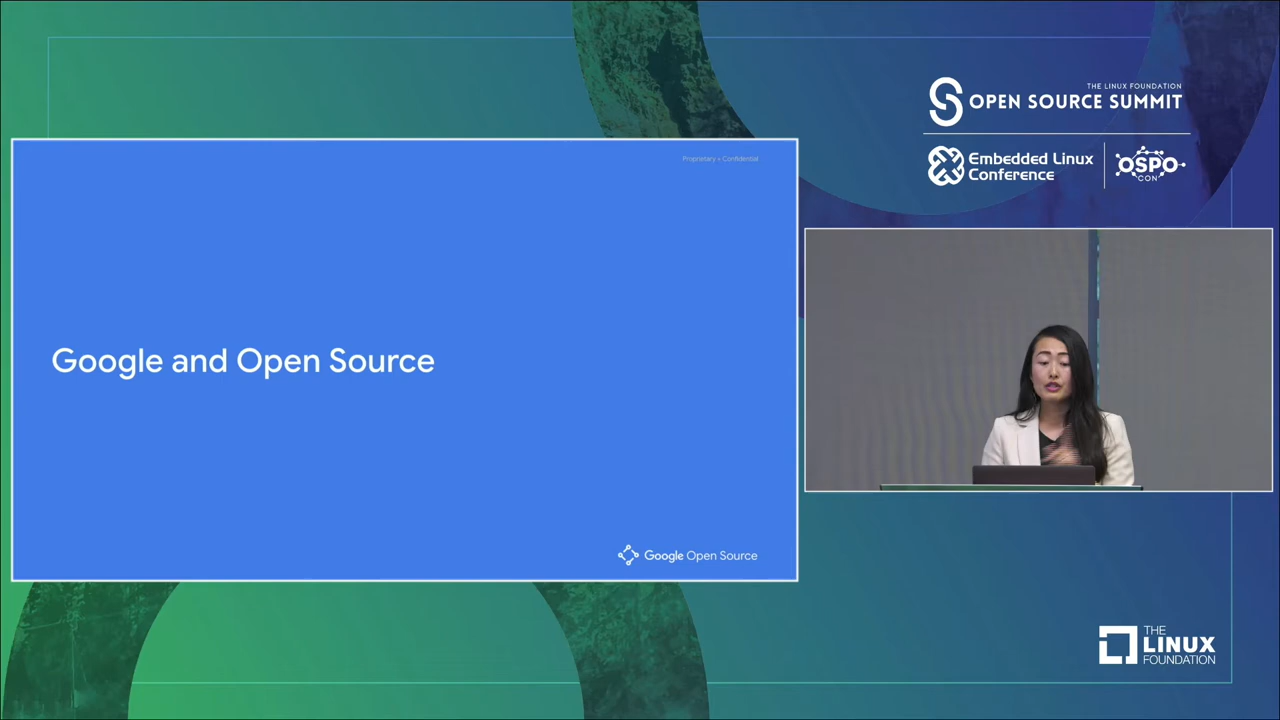 THE LINUX FOUNDATION
OPEN SOURCE SUMMIT
Embedded Linux
Conference
OSPO
CON
Proprietary + Confidential
Google and Open Source
Google Open Source
THE
LINUX
FOUNDATION